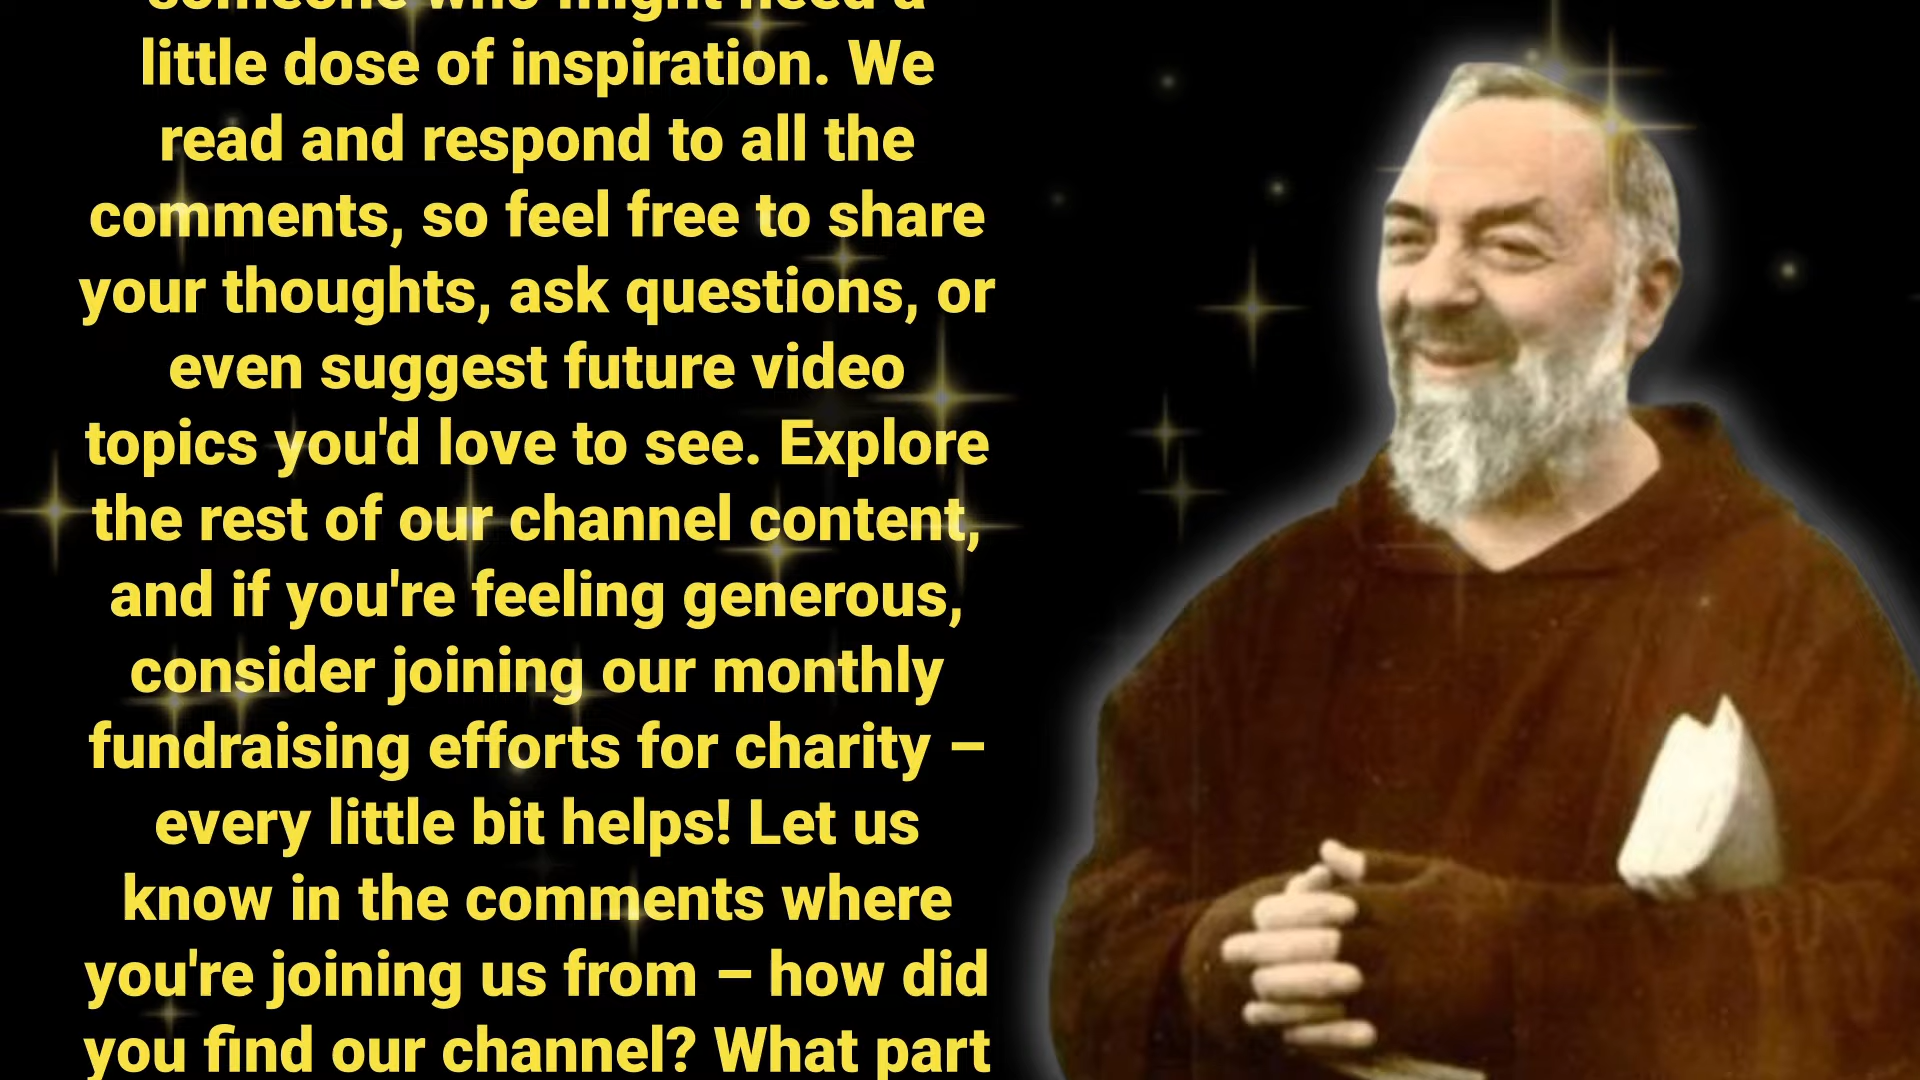 someone who might need a
little dose of inspiration. We
read and respond to all the
comments, so feel free to share
your thoughts, ask questions, or
even suggest future video
topics you'd love to see. Explore
the rest of our channel content,
and if you're feeling generous,
consider joining our monthly
fundraising efforts for charity –
every little bit helps! Let us
know in the comments where
you're joining us from – how did
you find our channel? What part